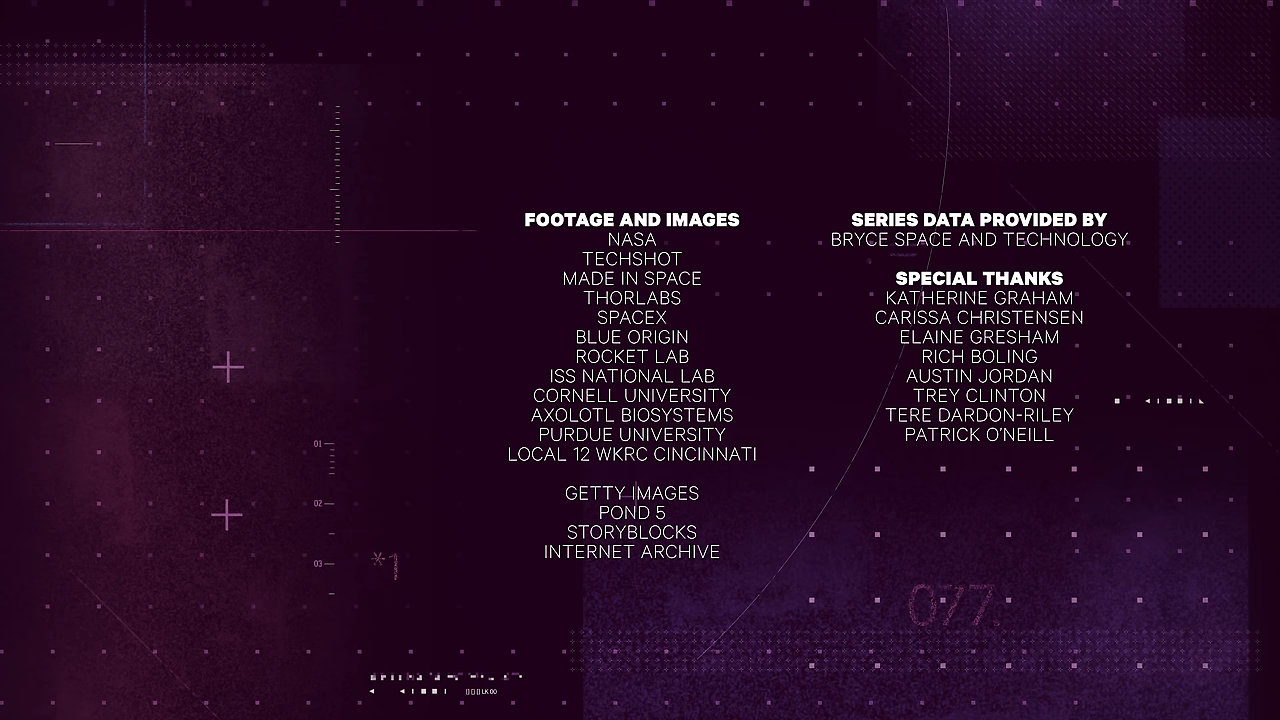 FOOTAGE AND IMAGES
NASA
TECHSHOT
MADE IN SPACE
THORLABS
SPACEX
BLUE ORIGIN
ROCKET LAB
ISS NATIONAL LAB
CORNELL UNIVERSITY
AXOLOTL BIOSYSTEMS
PURDUE UNIVERSITY
LOCAL 12 WKRC CINCINNATI
GETTY IMAGES
POND 5
STORYBLOCKS
INTERNET ARCHIVE
SERIES DATA PROVIDED BY
BRYCE SPACE AND TECHNOLOGY
SPECIAL THANKS
KATHERINE GRAHAM
CARISSA CHRISTENSEN
ELAINE GRESHAM
RICH BOLING
AUSTIN JORDAN
TREY CLINTON
TERE DARDON-RILEY
PATRICK O'NEILL
01
02
03
*1
077.